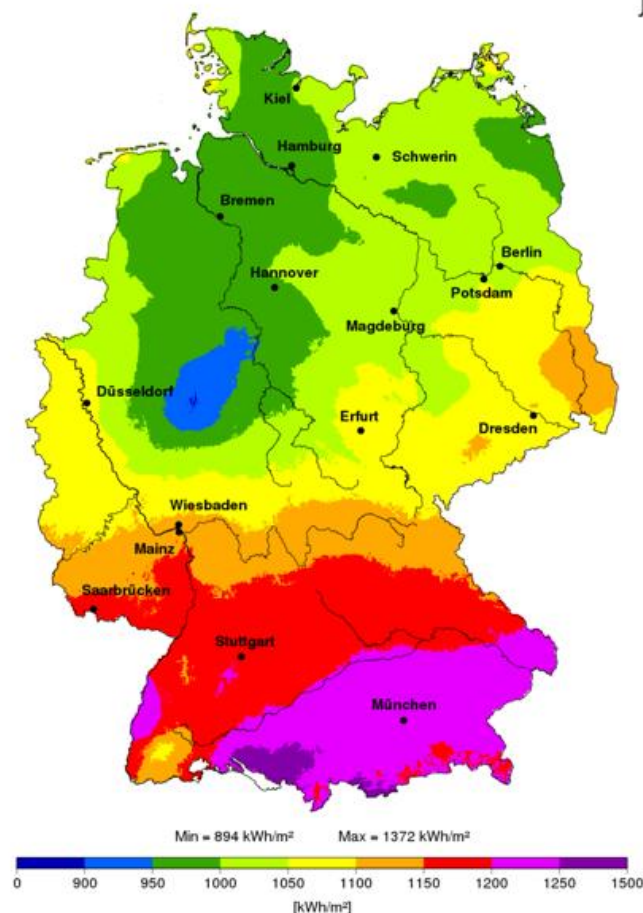 Kiel
Hamburg
Schwerin
Bremen
Berlin
Hannover
Potsdam
Magdeburg
Düsseldorf
Erfurt
Dresden
Wiesbaden
Mainz
Saarbrücken
Stuttgart
München
Min = 894 kWh/m² Max = 1372 kWh/m²
0 900 950 1000 1050 1100 1150 1200 1250 1500
[kWh/m²]